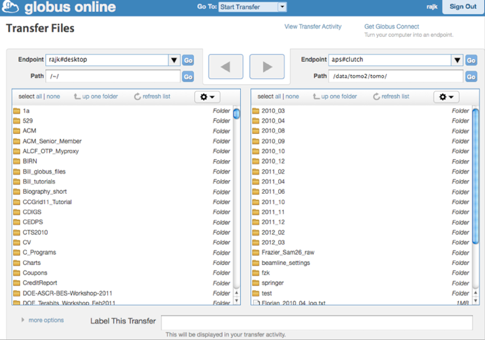 globus online
Go To: Start Transfer
rajk
Sign Out
Transfer Files
View Transfer Activity
Get Globus Connect
Turn your computer into an endpoint.
Endpoint rajk#desktop Go
Path /~/ Go
Endpoint aps#clutch Go
Path /data/tomo2/tomo/ Go
select all | none up one folder refresh list
1a Folder
529 Folder
ACM Folder
ACM_Senior_Member Folder
ALCF_OTP_Myproxy Folder
BIRN Folder
Bill_globus_files Folder
Bill_tutorials Folder
Biography_short Folder
CCGrid11_Tutorial Folder
CDIGS Folder
CEDPS Folder
CTS2010 Folder
CV Folder
C_Programs Folder
Charts Folder
Coupons Folder
CreditReport Folder
DOE-ASCR-BES-Workshop-2011 Folder
DOE_Terabits_Workshop_Feb2011 Folder
select all | none up one folder refresh list
2010_03 Folder
2010_04 Folder
2010_08 Folder
2010_09 Folder
2010_10 Folder
2010_12 Folder
2011_02 Folder
2011_04 Folder
2011_06 Folder
2011_10 Folder
2011_11 Folder
2011_12 Folder
2012_02 Folder
2012_03 Folder
Frazier_Sam26_raw Folder
beamline_settings Folder
fzk Folder
springer Folder
test Folder
Florian_2010_04_log.txt 1MB
more options
Label This Transfer
This will be displayed in your transfer activity.